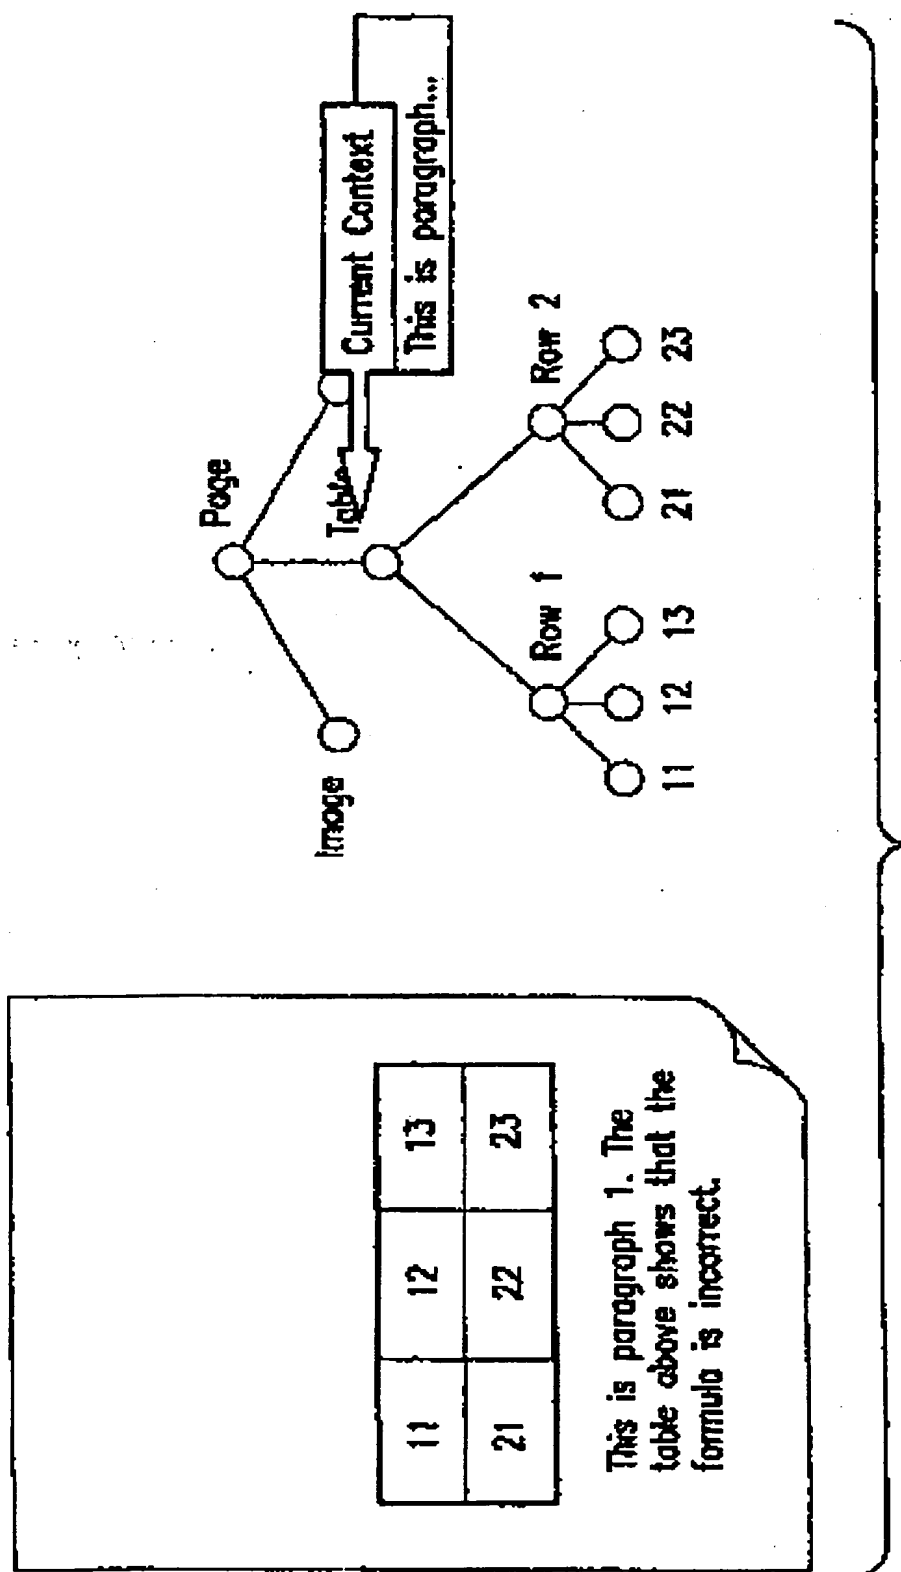 11 12 13
21 22 23
This is paragraph 1. The
table above shows that the
formula is incorrect.
Page
Image
Table
Current Context
This is paragraph...
Row 1
Row 2
11 12 13
21 22 23